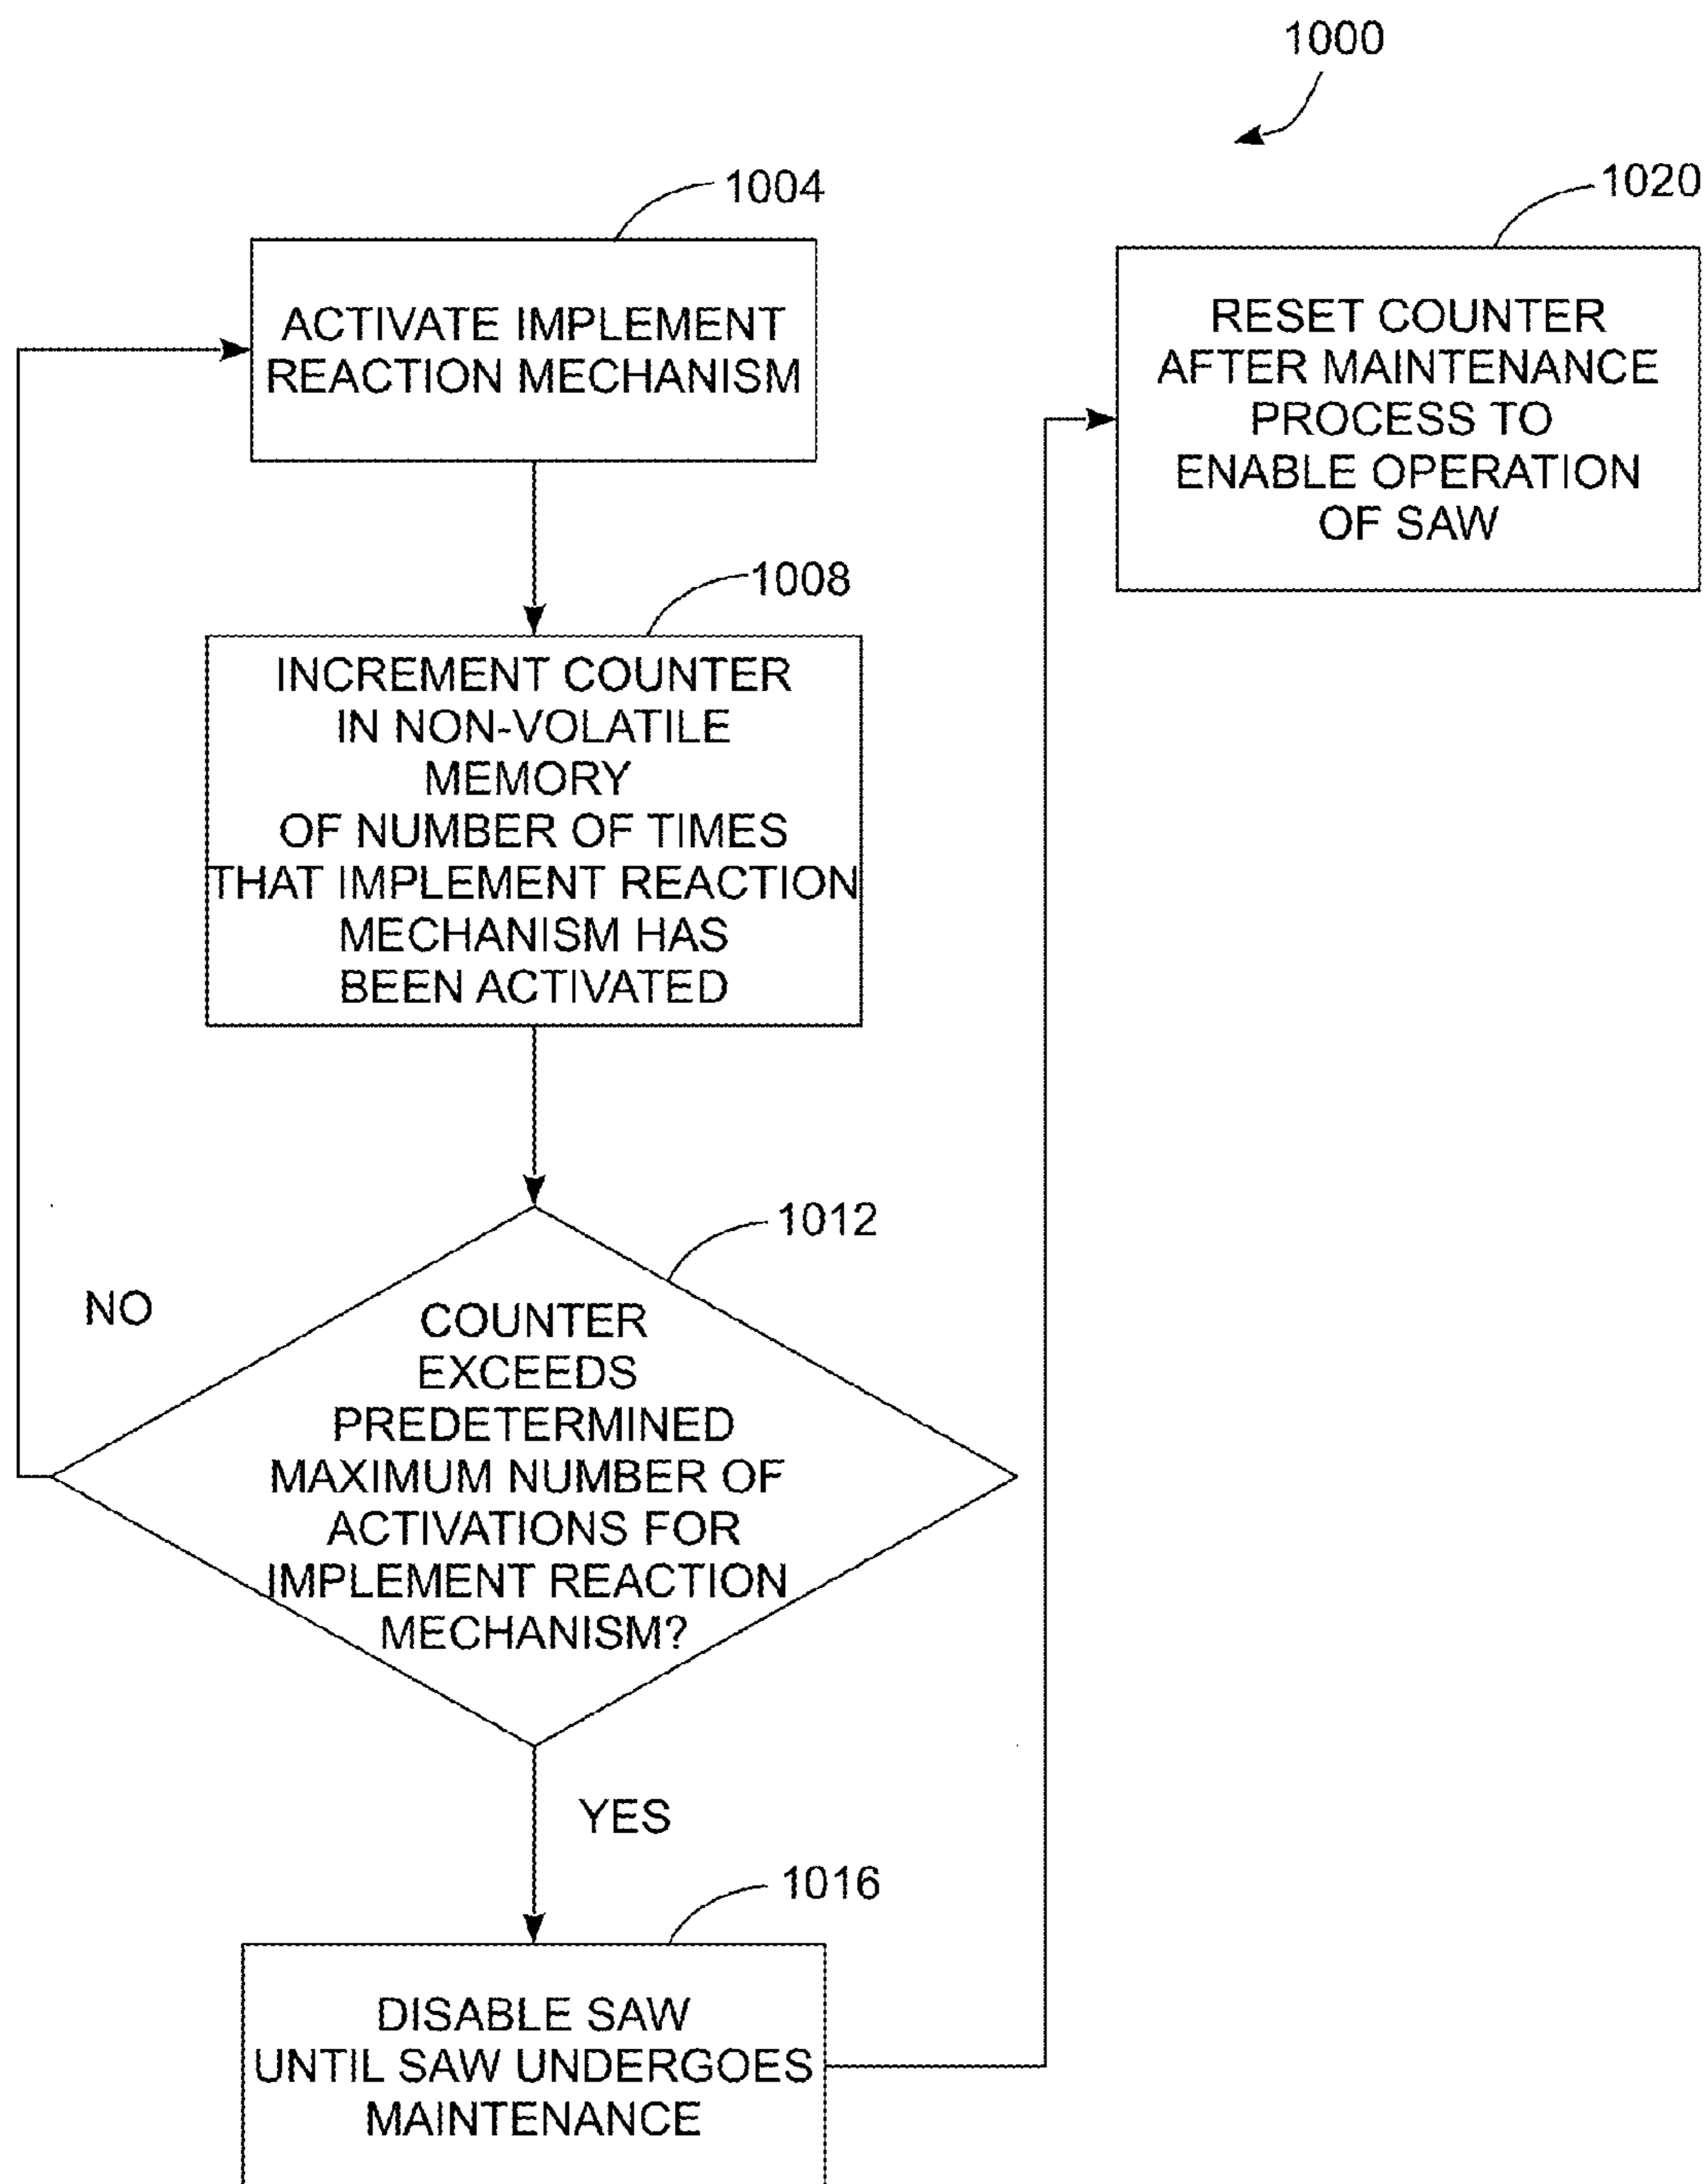 1000
1004
ACTIVATE IMPLEMENT
REACTION MECHANISM
1008
INCREMENT COUNTER
IN NON-VOLATILE
MEMORY
OF NUMBER OF TIMES
THAT IMPLEMENT REACTION
MECHANISM HAS
BEEN ACTIVATED
1012
NO
COUNTER
EXCEEDS
PREDETERMINED
MAXIMUM NUMBER OF
ACTIVATIONS FOR
IMPLEMENT REACTION
MECHANISM?
YES
1016
DISABLE SAW
UNTIL SAW UNDERGOES
MAINTENANCE
1020
RESET COUNTER
AFTER MAINTENANCE
PROCESS TO
ENABLE OPERATION
OF SAW